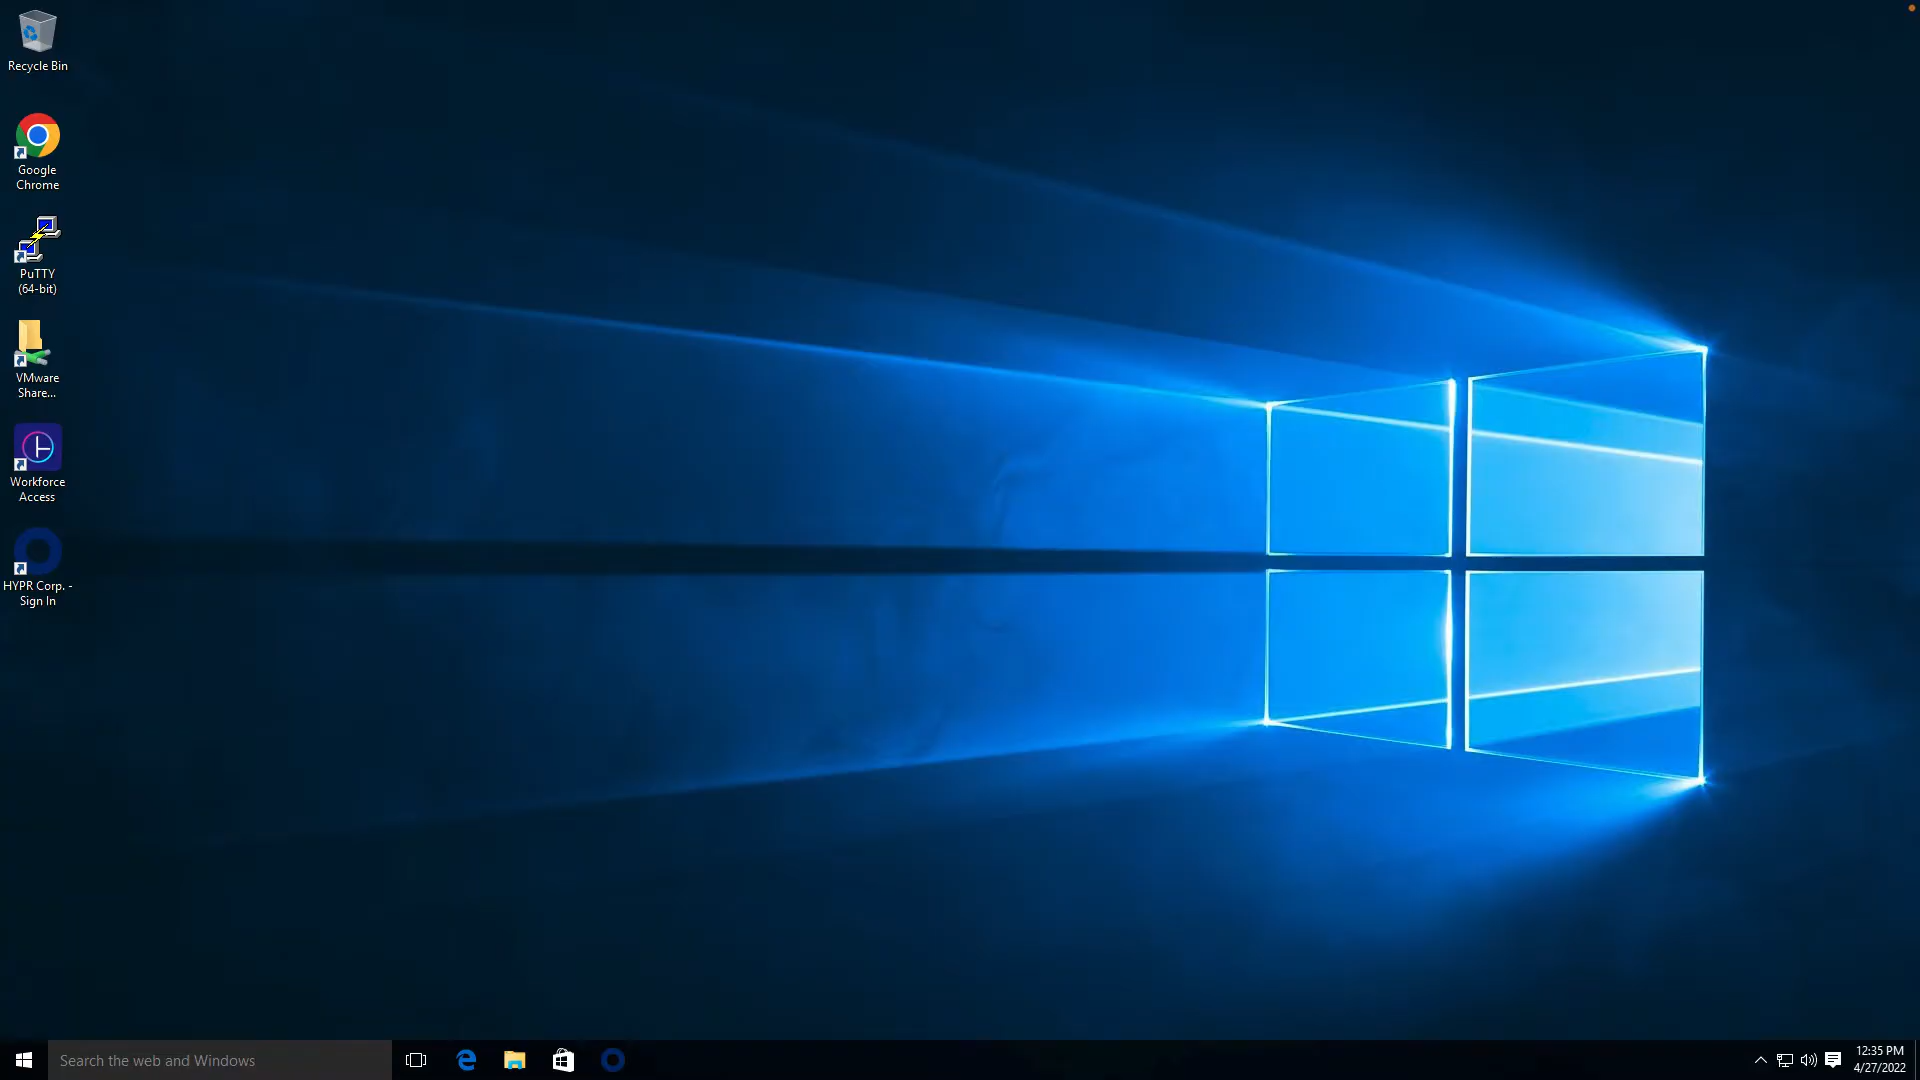 Recycle Bin
Google
Chrome
PuTTY
(64-bit)
VMware
Share...
Workforce
Access
HYPR Corp. -
Sign In
Search the web and Windows
12:35 PM
4/27/2022